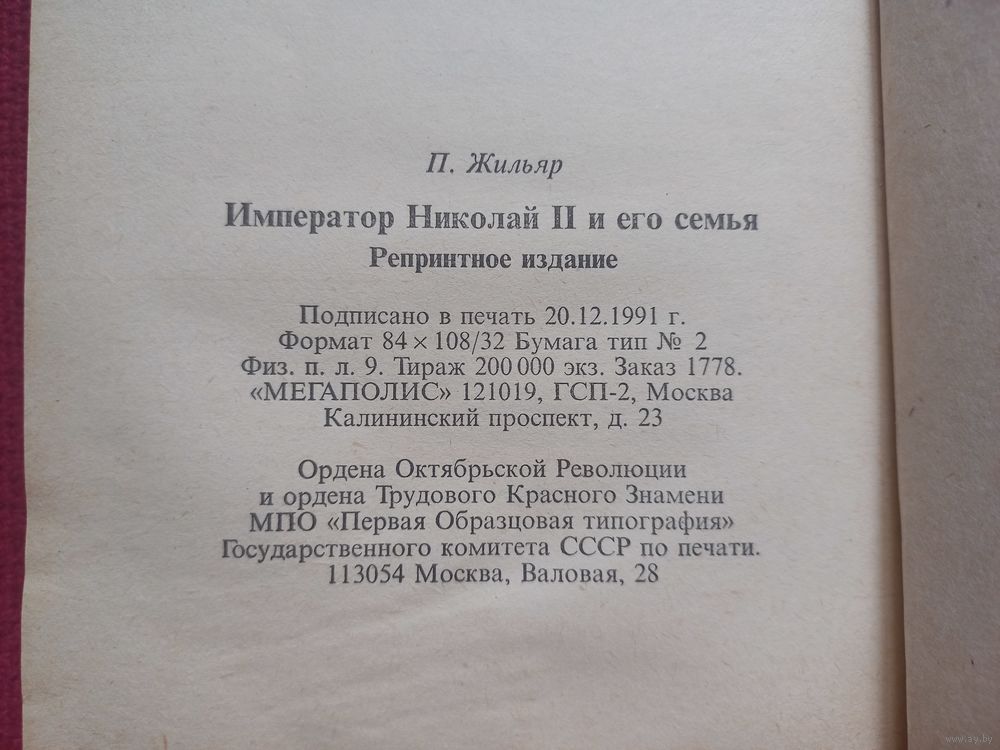 П. Жильяр
Император Николай II и его семья
Репринтное издание
Подписано в печать 20.12.1991 г.
Формат 84 × 108/32 Бумага тип № 2
Физ. п. л. 9. Тираж 200 000 экз. Заказ 1778.
«МЕГАПОЛИС» 121019, ГСП-2, Москва
Калининский проспект, д. 23
Ордена Октябрьской Революции
и ордена Трудового Красного Знамени
МПО «Первая Образцовая типография»
Государственного комитета СССР по печати.
113054 Москва, Валовая, 28
www.ay.by